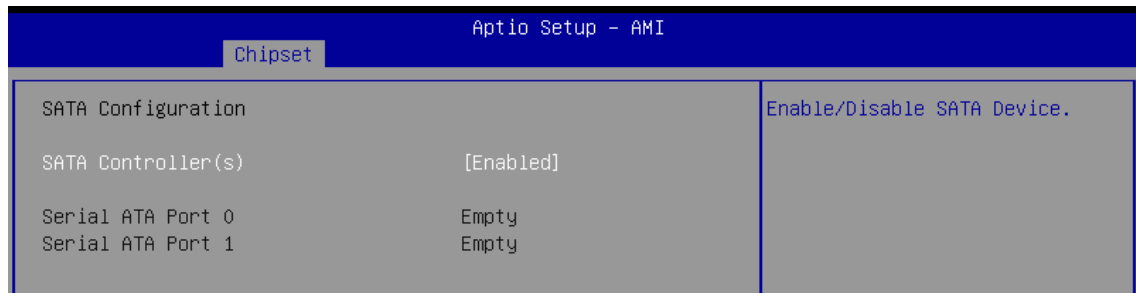 Aptio Setup – AMI
Chipset
SATA Configuration
Enable/Disable SATA Device.
SATA Controller(s) [Enabled]
Serial ATA Port 0 Empty
Serial ATA Port 1 Empty